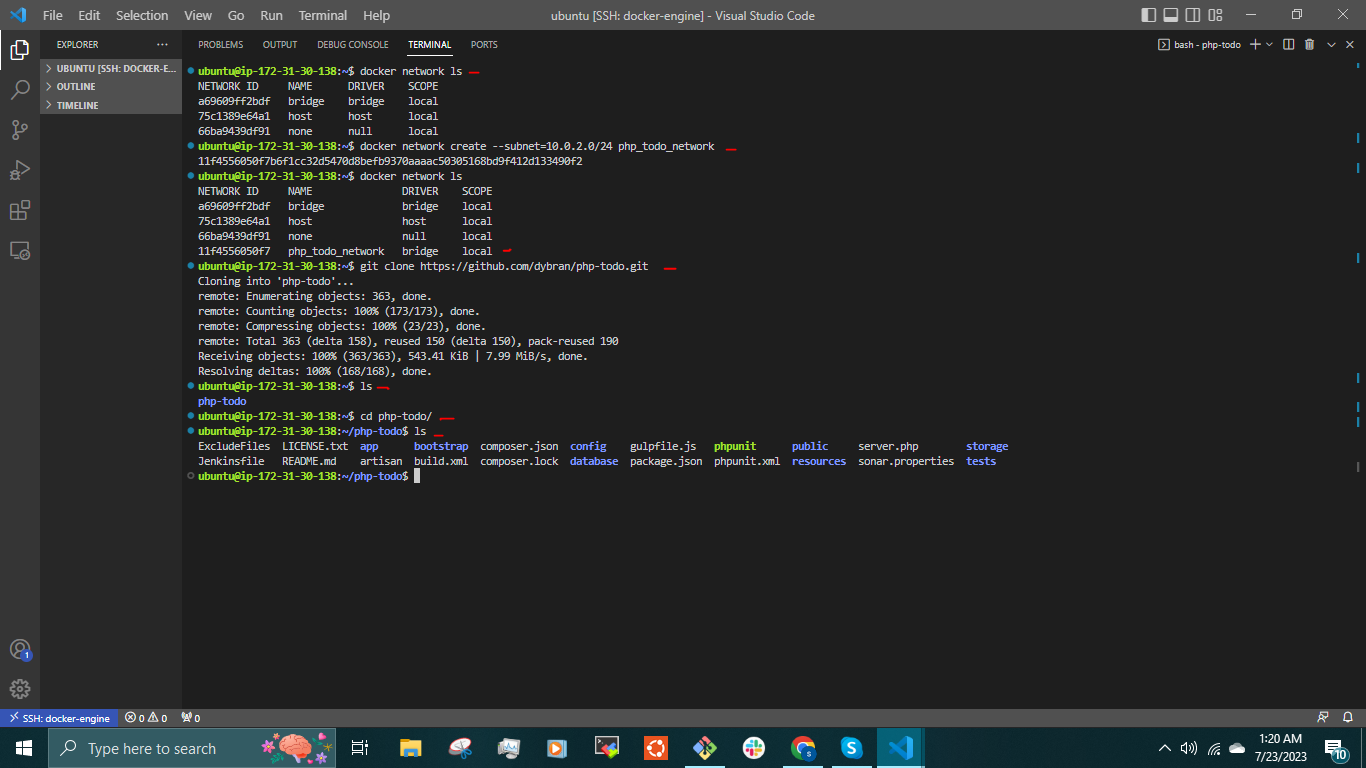 File Edit Selection View Go Run Terminal Help ubuntu [SSH: docker-engine] - Visual Studio Code
EXPLORER ··· PROBLEMS OUTPUT DEBUG CONSOLE TERMINAL PORTS bash - php-todo
UBUNTU [SSH: DOCKER-E...
OUTLINE
TIMELINE
ubuntu@ip-172-31-30-138:~$ docker network ls
NETWORK ID NAME DRIVER SCOPE
a69609ff2bdf bridge bridge local
75c1389e64a1 host host local
66ba9439df91 none null local
ubuntu@ip-172-31-30-138:~$ docker network create --subnet=10.0.2.0/24 php_todo_network
11f4556050f7b6f1cc32d5470d8befb9370aaaac50305168bd9f412d133490f2
ubuntu@ip-172-31-30-138:~$ docker network ls
NETWORK ID NAME DRIVER SCOPE
a69609ff2bdf bridge bridge local
75c1389e64a1 host host local
66ba9439df91 none null local
11f4556050f7 php_todo_network bridge local
ubuntu@ip-172-31-30-138:~$ git clone https://github.com/dybran/php-todo.git
Cloning into 'php-todo'...
remote: Enumerating objects: 363, done.
remote: Counting objects: 100% (173/173), done.
remote: Compressing objects: 100% (23/23), done.
remote: Total 363 (delta 158), reused 150 (delta 150), pack-reused 190
Receiving objects: 100% (363/363), 543.41 KiB | 7.99 MiB/s, done.
Resolving deltas: 100% (168/168), done.
ubuntu@ip-172-31-30-138:~$ ls
php-todo
ubuntu@ip-172-31-30-138:~$ cd php-todo/
ubuntu@ip-172-31-30-138:~/php-todo$ ls
ExcludeFiles LICENSE.txt app bootstrap composer.json config gulpfile.js phpunit public server.php storage
Jenkinsfile README.md artisan build.xml composer.lock database package.json phpunit.xml resources sonar.properties tests
ubuntu@ip-172-31-30-138:~/php-todo$
1
SSH: docker-engine 0 0 0
Type here to search
1:20 AM
7/23/2023
10